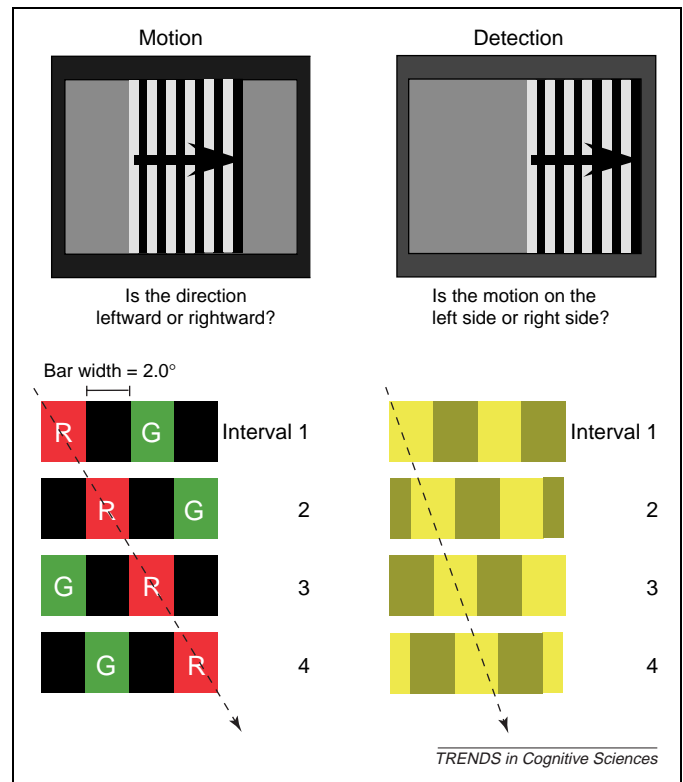 Motion
Detection
Is the direction
leftward or rightward?
Is the motion on the
left side or right side?
Bar width = 2.0°
R G Interval 1
Interval 1
R G 2
2
G R 3
3
G R 4
4
TRENDS in Cognitive Sciences